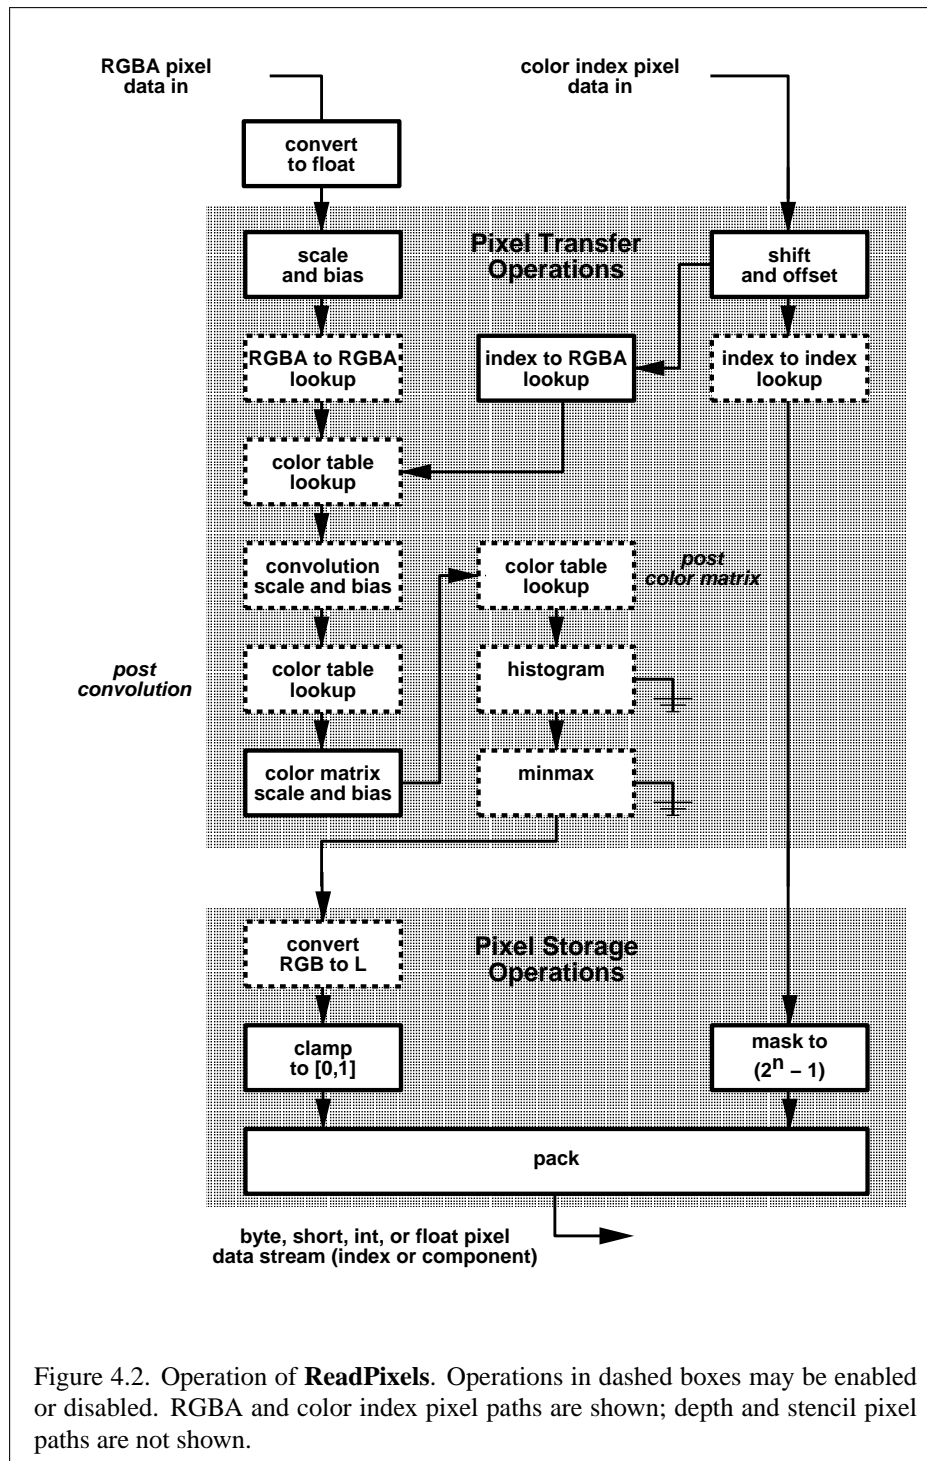 RGBA pixel
data in
color index pixel
data in
convert
to float
Pixel Transfer
Operations
scale
and bias
shift
and offset
RGBA to RGBA
lookup
index to RGBA
lookup
index to index
lookup
color table
lookup
convolution
scale and bias
color table
lookup
post
color matrix
post
convolution
color table
lookup
histogram
color matrix
scale and bias
minmax
Pixel Storage
Operations
convert
RGB to L
clamp
to [0,1]
mask to
(2^n – 1)
pack
byte, short, int, or float pixel
data stream (index or component)
Figure 4.2. Operation of ReadPixels. Operations in dashed boxes may be enabled
or disabled. RGBA and color index pixel paths are shown; depth and stencil pixel
paths are not shown.